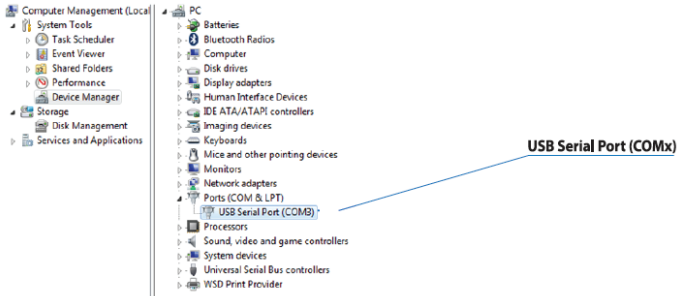 Computer Management (Local
System Tools
Task Scheduler
Event Viewer
Shared Folders
Performance
Device Manager
Storage
Disk Management
Services and Applications
PC
Batteries
Bluetooth Radios
Computer
Disk drives
Display adapters
Human Interface Devices
IDE ATA/ATAPI controllers
Imaging devices
Keyboards
Mice and other pointing devices
Monitors
Network adapters
Ports (COM & LPT)
USB Serial Port (COM3)
Processors
Sound, video and game controllers
System devices
Universal Serial Bus controllers
WSD Print Provider
USB Serial Port (COMx)